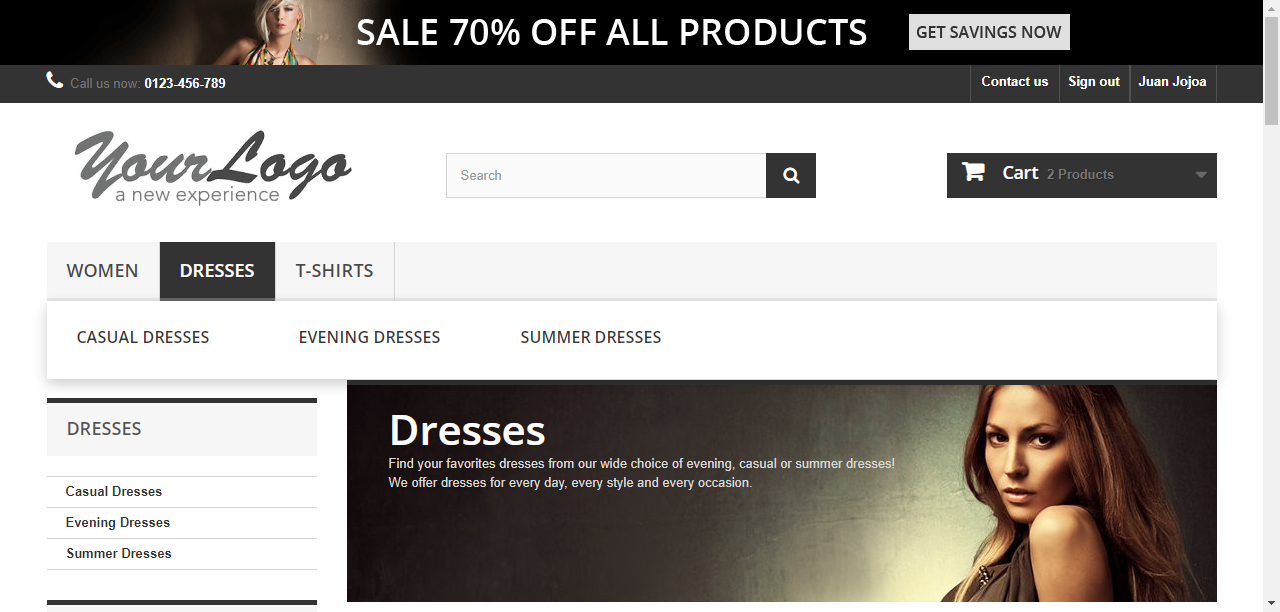 SALE 70% OFF ALL PRODUCTS GET SAVINGS NOW
Call us now: 0123-456-789 Contact us Sign out Juan Jojoa
YourLogo
a new experience
Search
Cart 2 Products
WOMEN DRESSES T-SHIRTS
CASUAL DRESSES EVENING DRESSES SUMMER DRESSES
DRESSES
Casual Dresses
Evening Dresses
Summer Dresses
Dresses
Find your favorites dresses from our wide choice of evening, casual or summer dresses!
We offer dresses for every day, every style and every occasion.